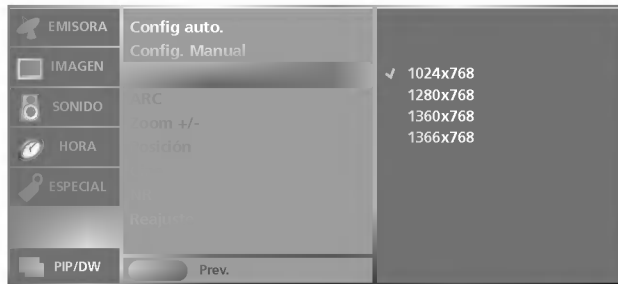 EMISORA
IMAGEN
SONIDO
HORA
ESPECIAL
PIP/DW
Config auto.
Config. Manual
ARC
Zoom +/-
Posición
Reajuste
Prev.
1024x768
1280x768
1360x768
1366x768